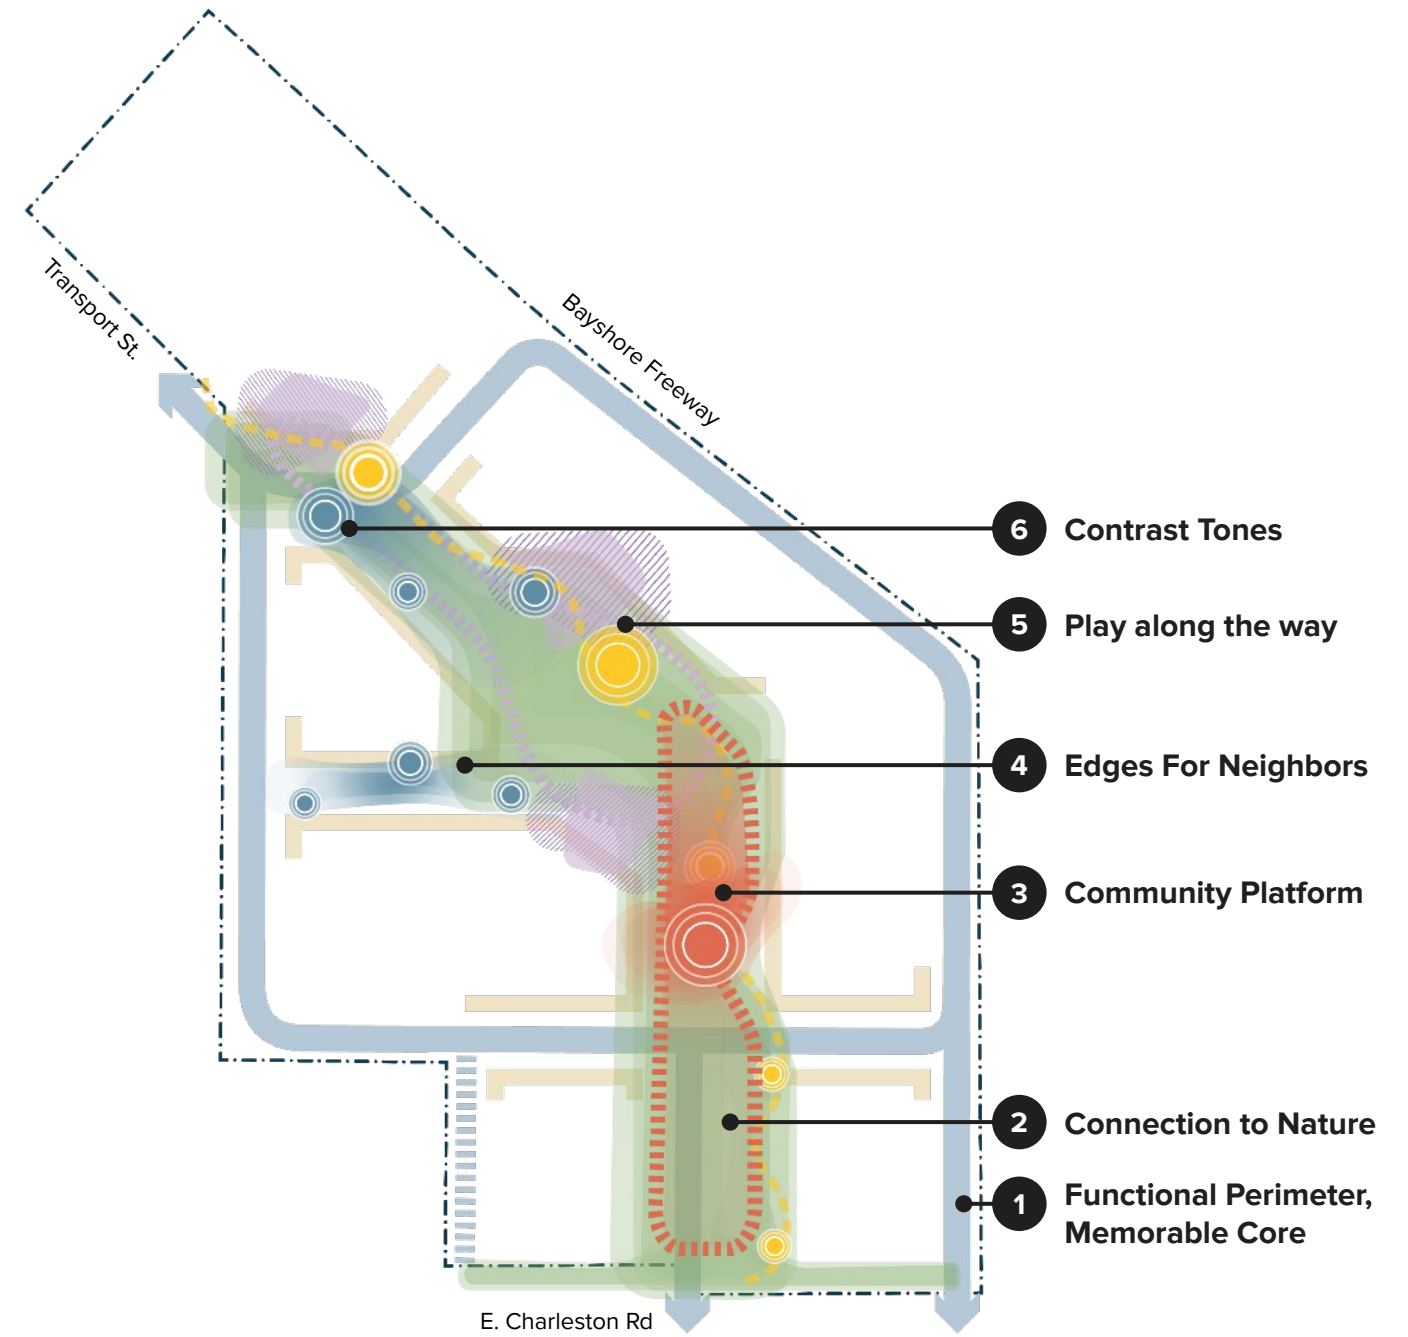 Transport St.
Bayshore Freeway
6 Contrast Tones
5 Play along the way
4 Edges For Neighbors
3 Community Platform
2 Connection to Nature
1 Functional Perimeter,
Memorable Core
E. Charleston Rd